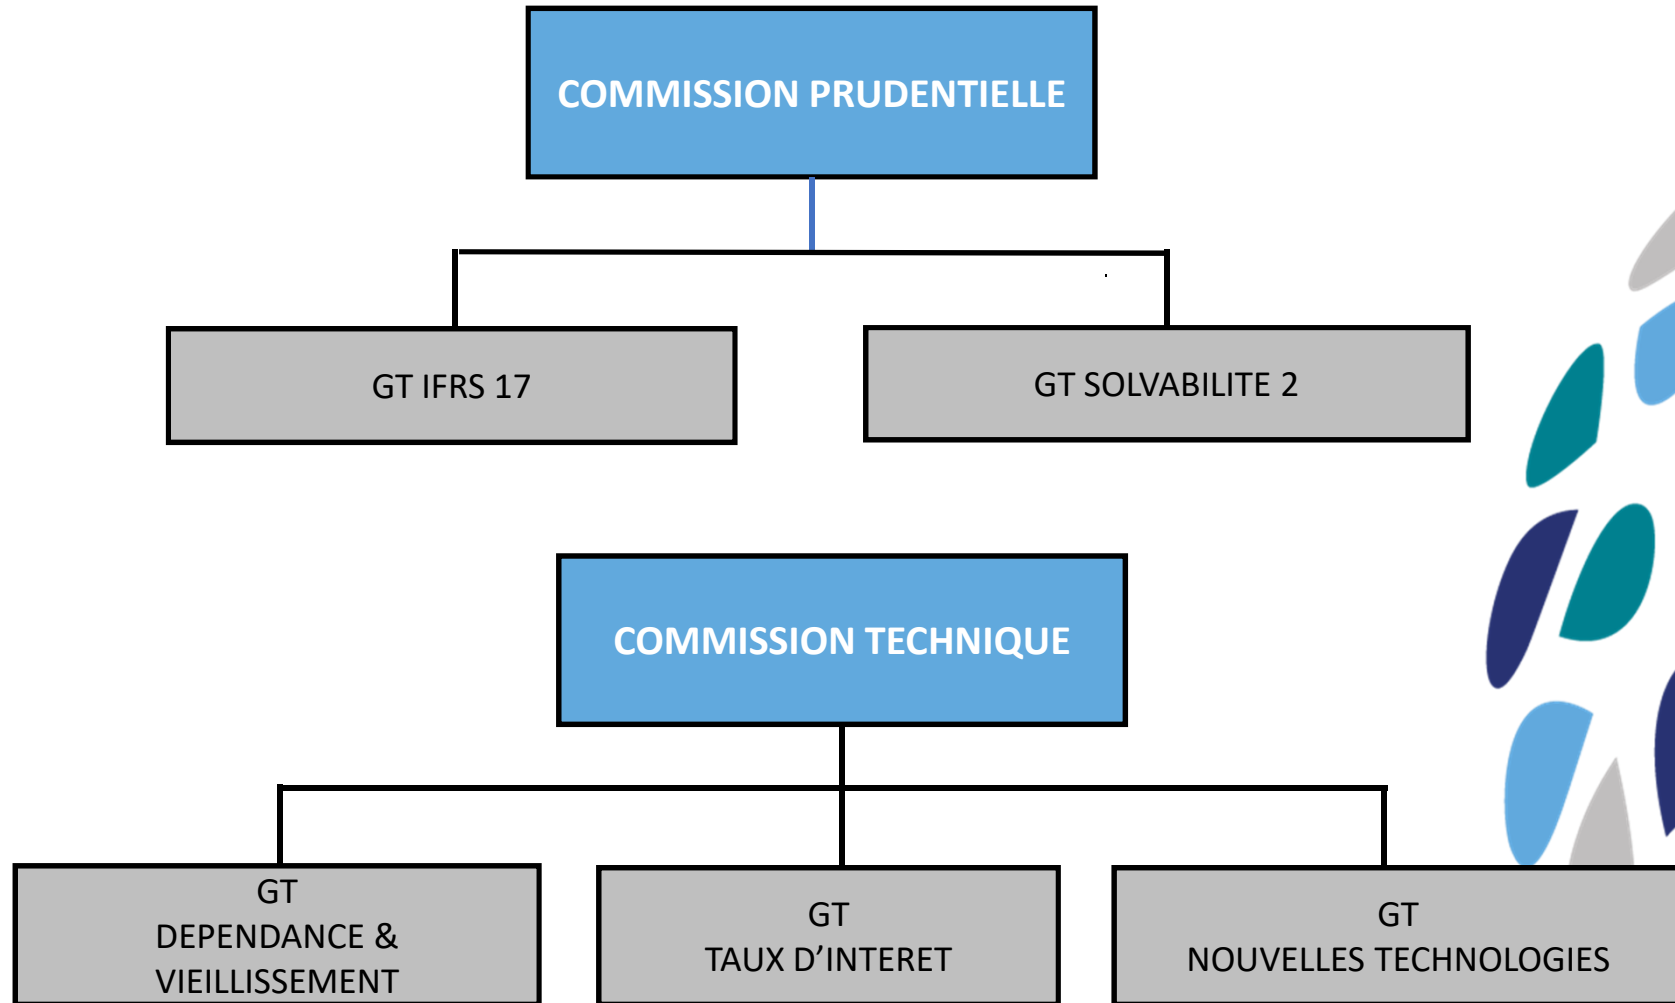 COMMISSION PRUDENTIELLE
GT IFRS 17
GT SOLVABILITE 2
COMMISSION TECHNIQUE
GT
DEPENDANCE &
VIEILLISSEMENT
GT
TAUX D’INTERET
GT
NOUVELLES TECHNOLOGIES